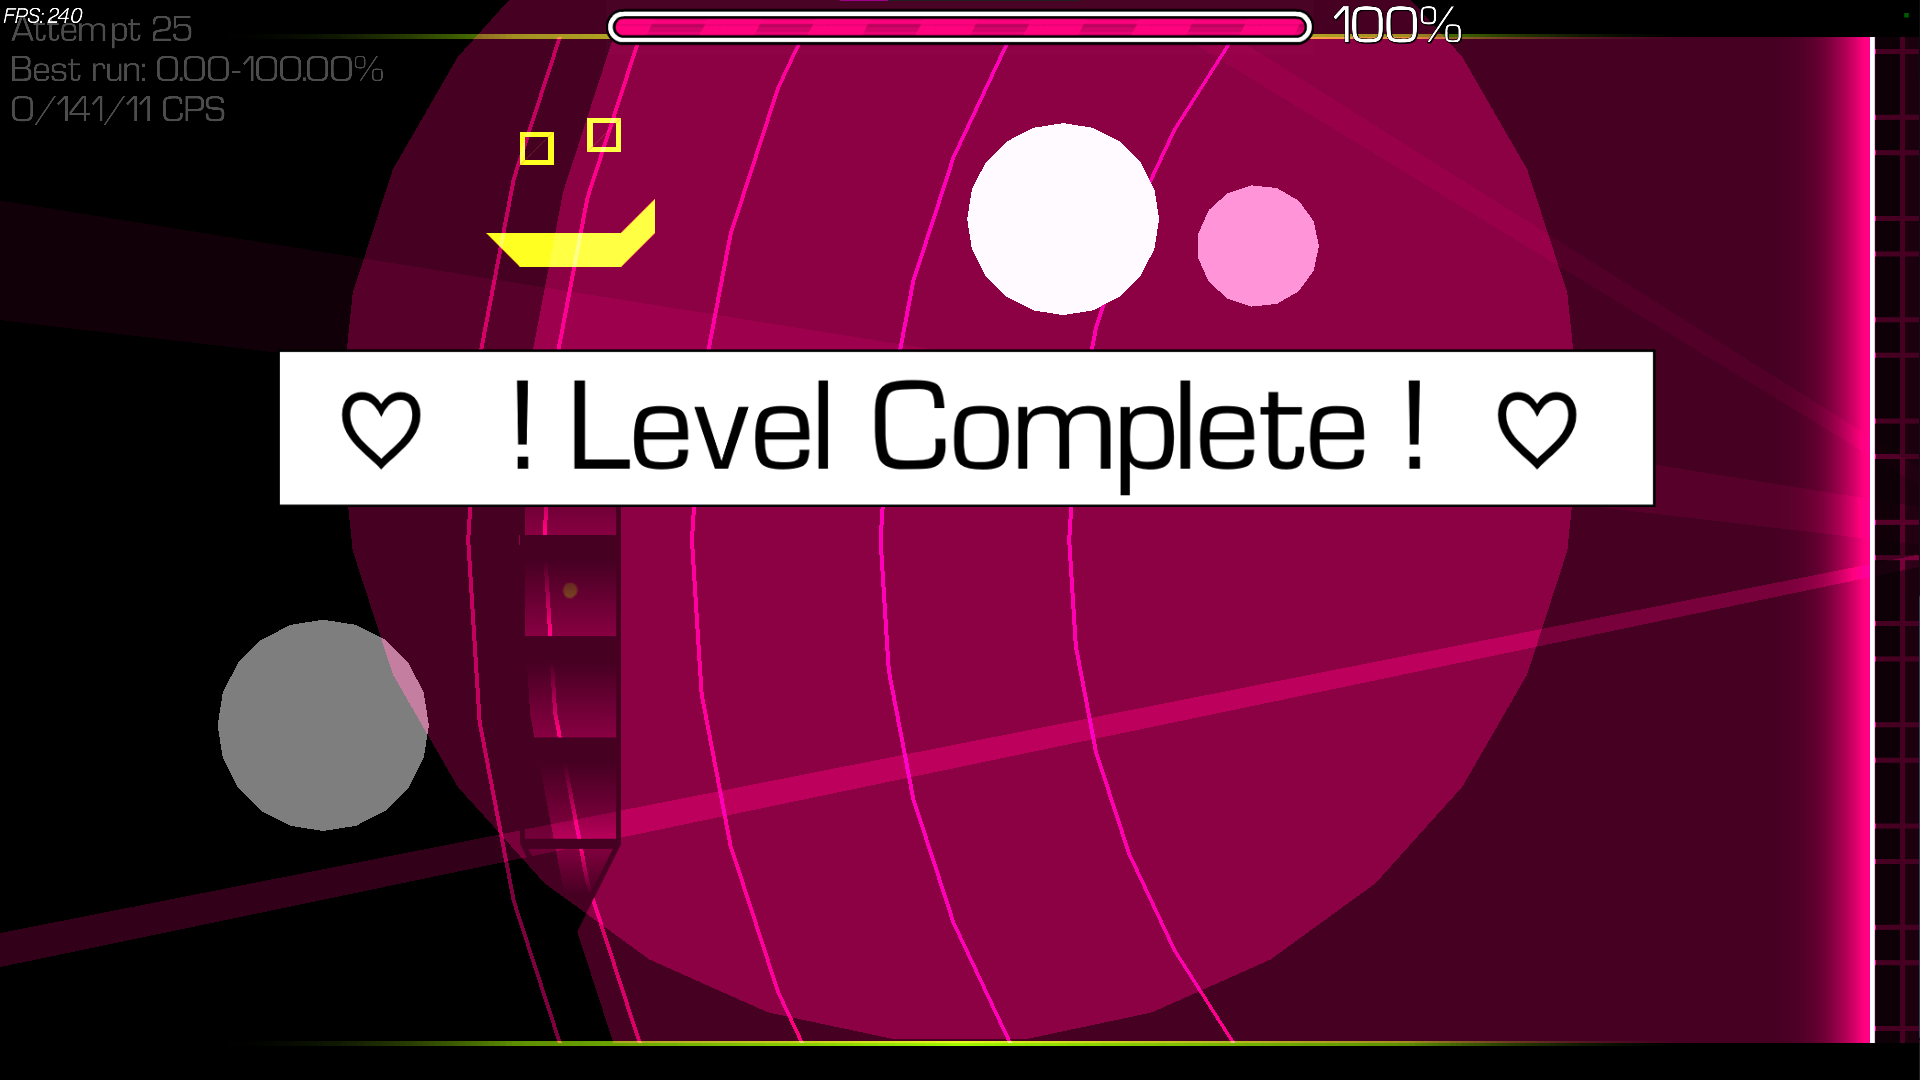 FPS: 240
Attempt 25
Best run: 0.00-100.00%
0/141/11 CPS
100%
♡ ! Level Complete ! ♡